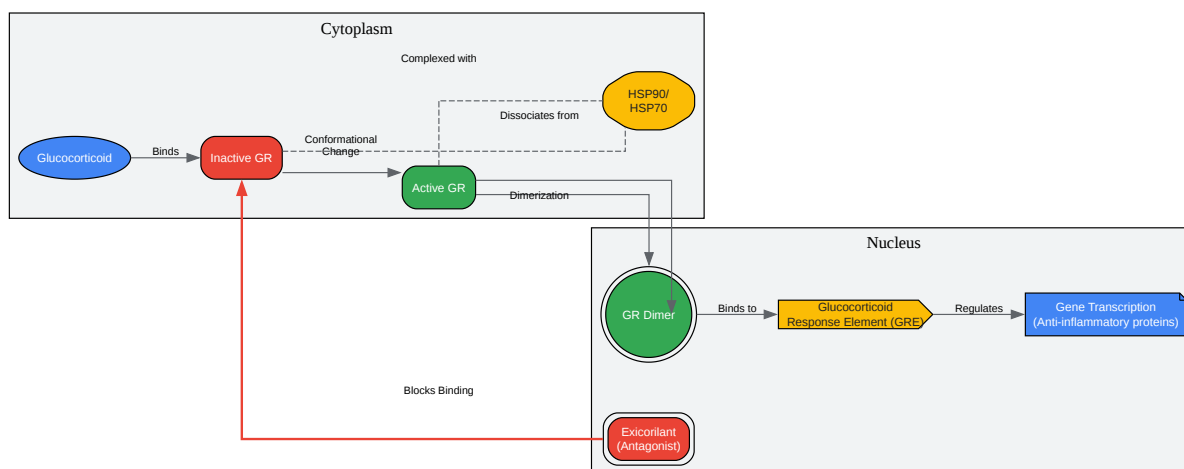 Cytoplasm
Complexed with
HSP90/
HSP70
Dissociates from
Glucocorticoid
Binds
Inactive GR
Conformational
Change
Active GR
Dimerization
Nucleus
GR Dimer
Binds to
Glucocorticoid
Response Element (GRE)
Regulates
Gene Transcription
(Anti-inflammatory proteins)
Blocks Binding
Exicorilant
(Antagonist)